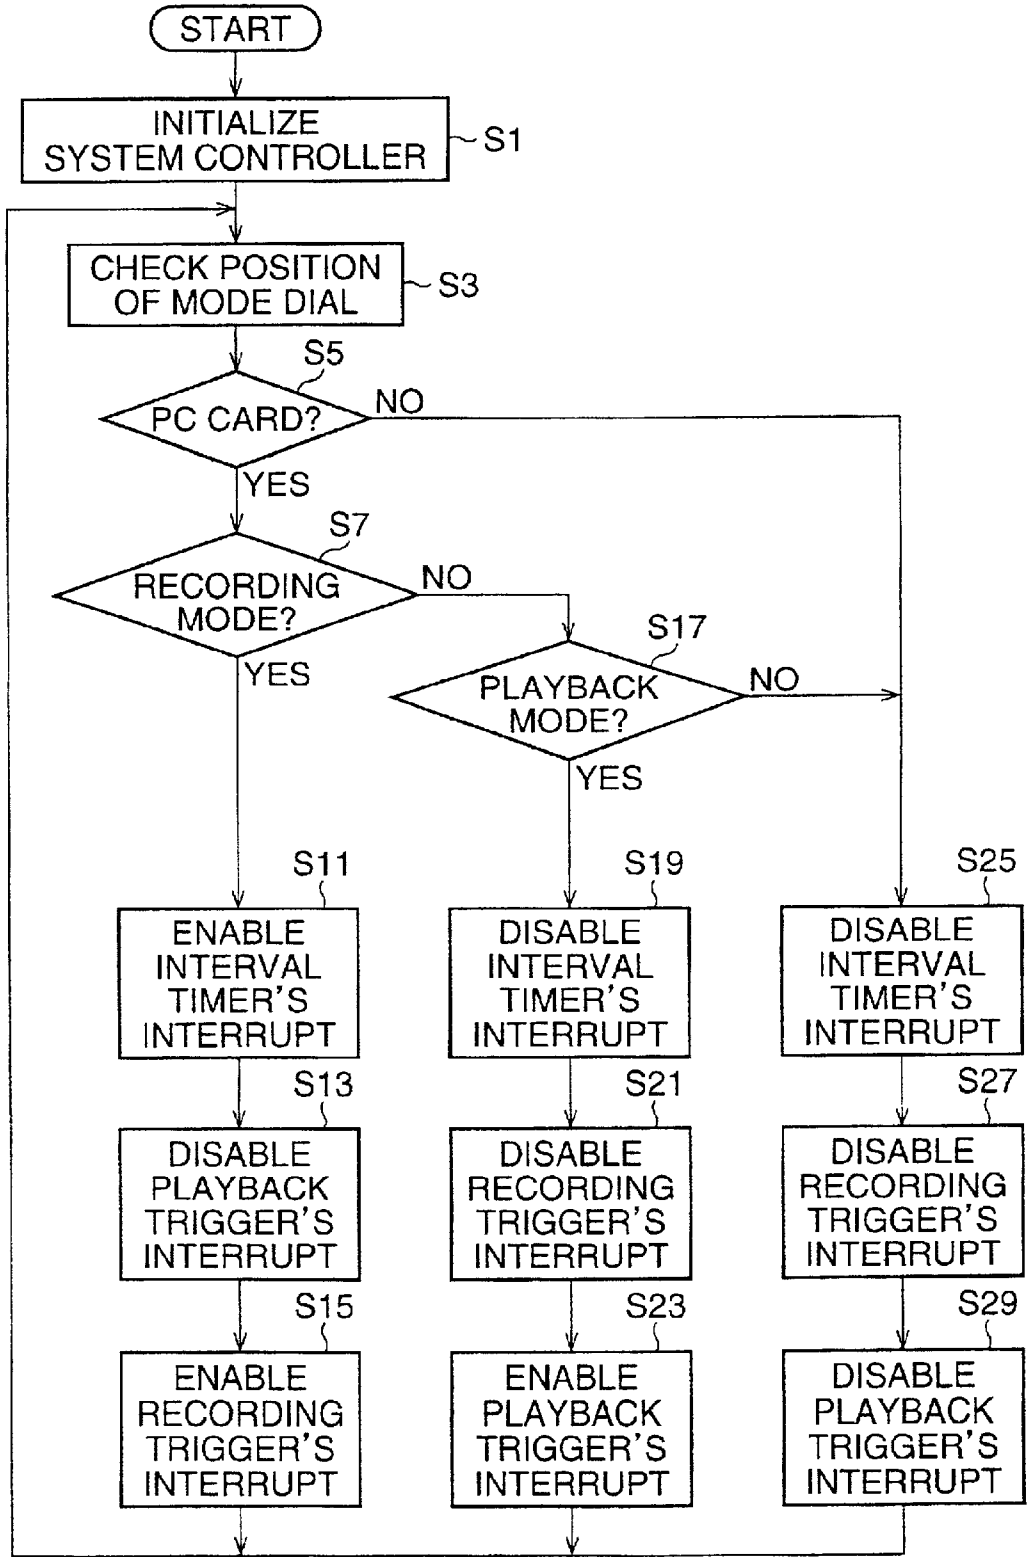 START
INITIALIZE
SYSTEM CONTROLLER
S1
CHECK POSITION
OF MODE DIAL
S3
S5
PC CARD?
NO
YES
S7
RECORDING
MODE?
NO
YES
S17
PLAYBACK
MODE?
NO
YES
S11
ENABLE
INTERVAL
TIMER'S
INTERRUPT
S13
DISABLE
PLAYBACK
TRIGGER'S
INTERRUPT
S15
ENABLE
RECORDING
TRIGGER'S
INTERRUPT
S19
DISABLE
INTERVAL
TIMER'S
INTERRUPT
S21
DISABLE
RECORDING
TRIGGER'S
INTERRUPT
S23
ENABLE
PLAYBACK
TRIGGER'S
INTERRUPT
S25
DISABLE
INTERVAL
TIMER'S
INTERRUPT
S27
DISABLE
RECORDING
TRIGGER'S
INTERRUPT
S29
DISABLE
PLAYBACK
TRIGGER'S
INTERRUPT